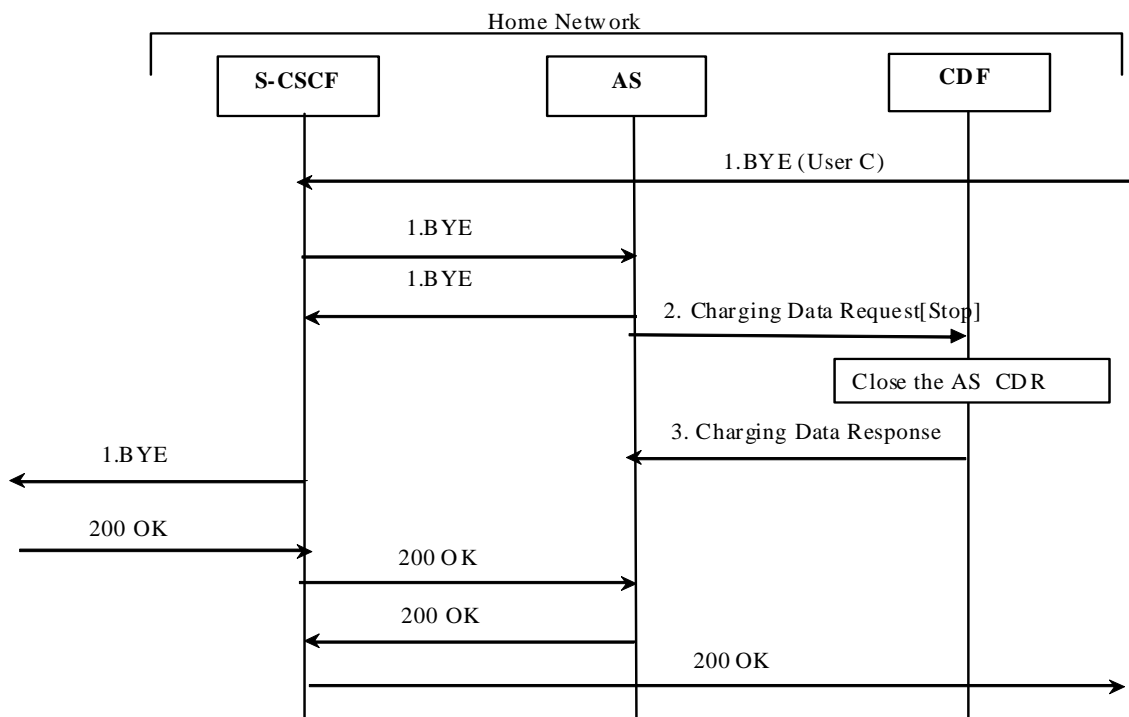 Home Network
S-CSCF
AS
CDF
1.BYE (User C)
1.BYE
1.BYE
2. Charging Data Request[Stop]
Close the AS CDR
3. Charging Data Response
1.BYE
200 OK
200 OK
200 OK
200 OK